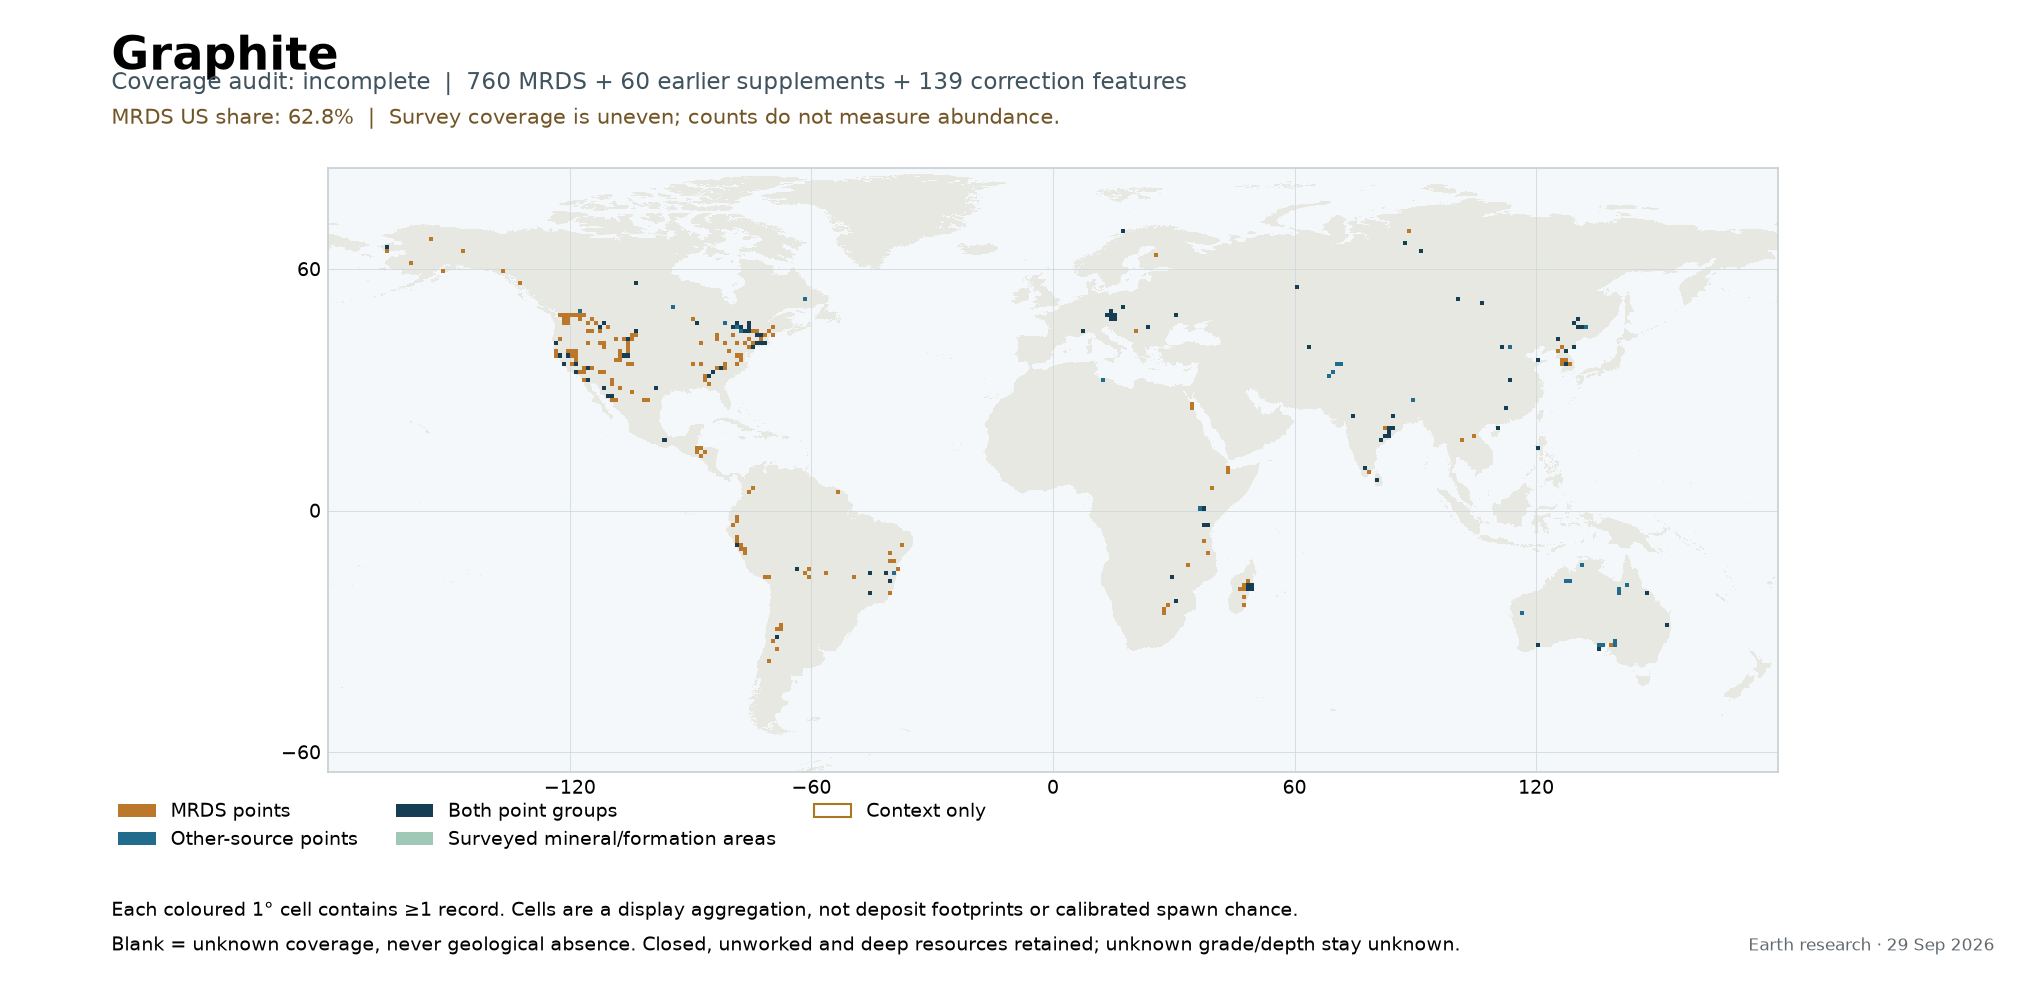 Graphite
Coverage audit: incomplete | 760 MRDS + 60 earlier supplements + 139 correction features
MRDS US share: 62.8% | Survey coverage is uneven; counts do not measure abundance.
60
0
−60
−120 −60 0 60 120
MRDS points Both point groups Context only
Other-source points Surveyed mineral/formation areas
Each coloured 1° cell contains ≥1 record. Cells are a display aggregation, not deposit footprints or calibrated spawn chance.
Blank = unknown coverage, never geological absence. Closed, unworked and deep resources retained; unknown grade/depth stay unknown.
Earth research · 29 Sep 2026